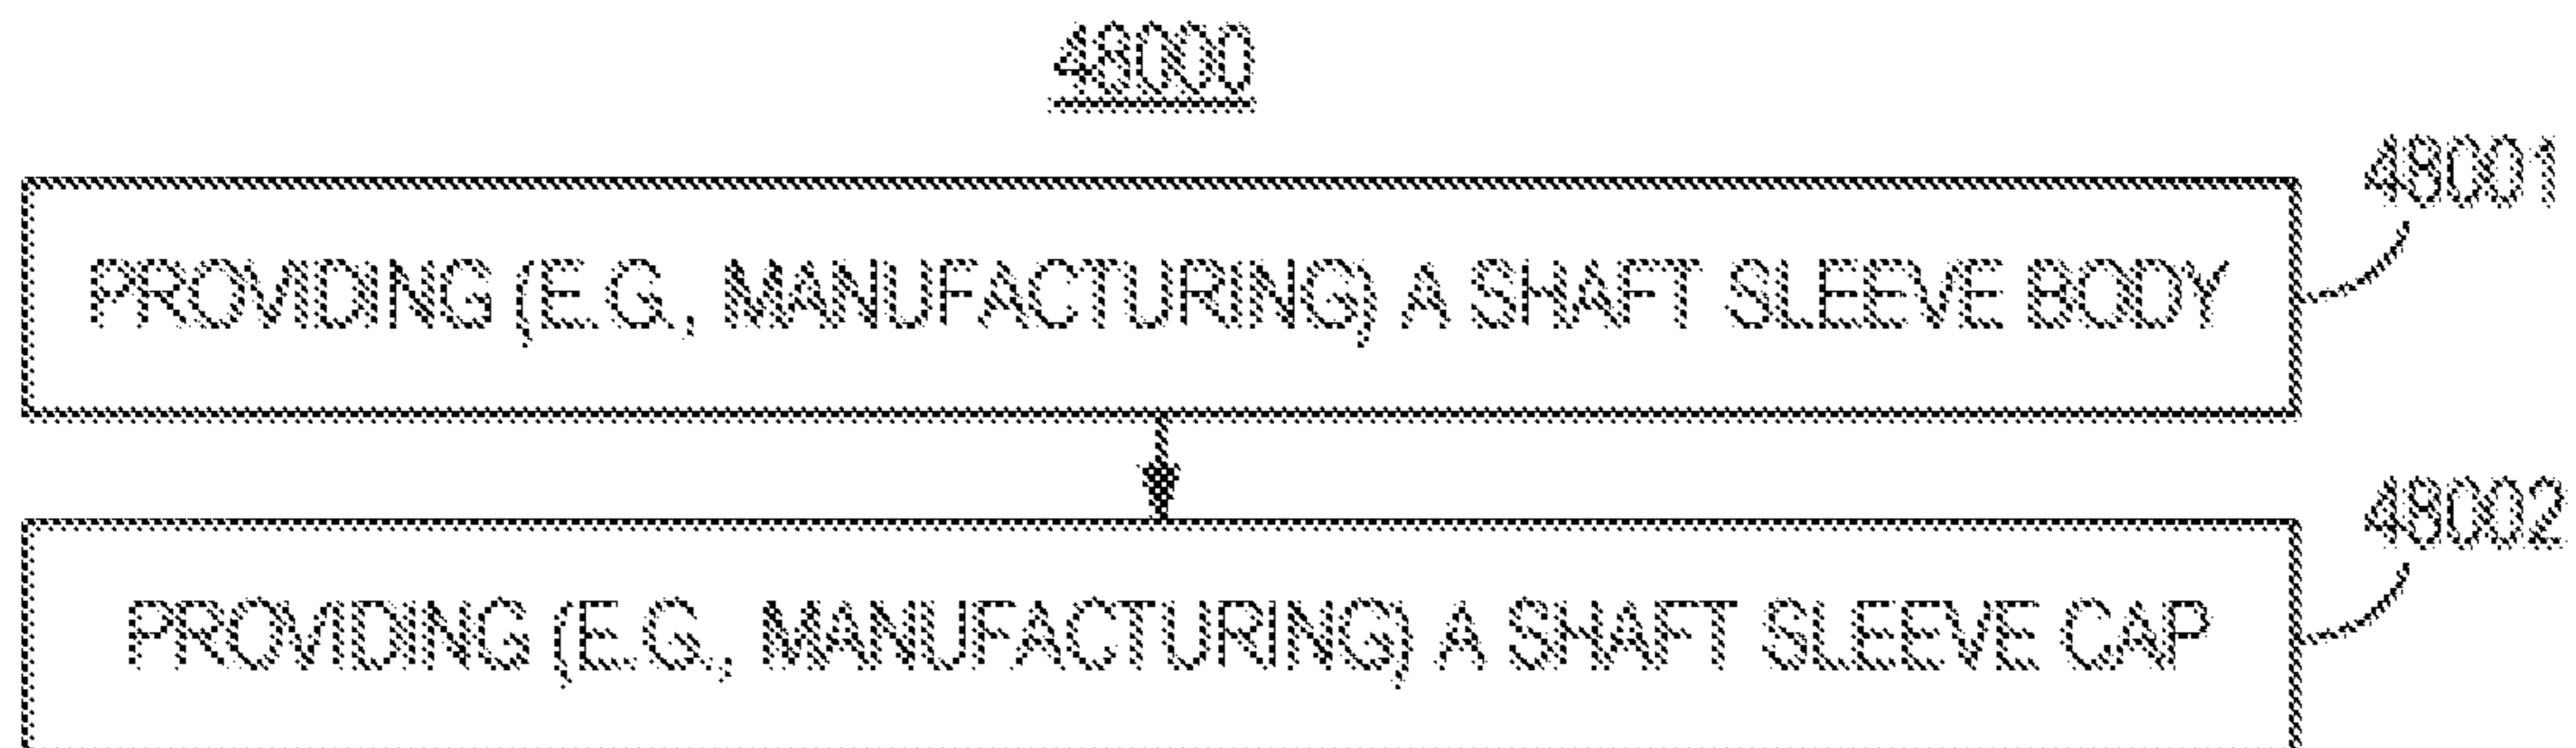 48000
48001
PROVIDING (E.G., MANUFACTURING) A SHAFT SLEEVE BODY
48002
PROVIDING (E.G., MANUFACTURING) A SHAFT SLEEVE CAP